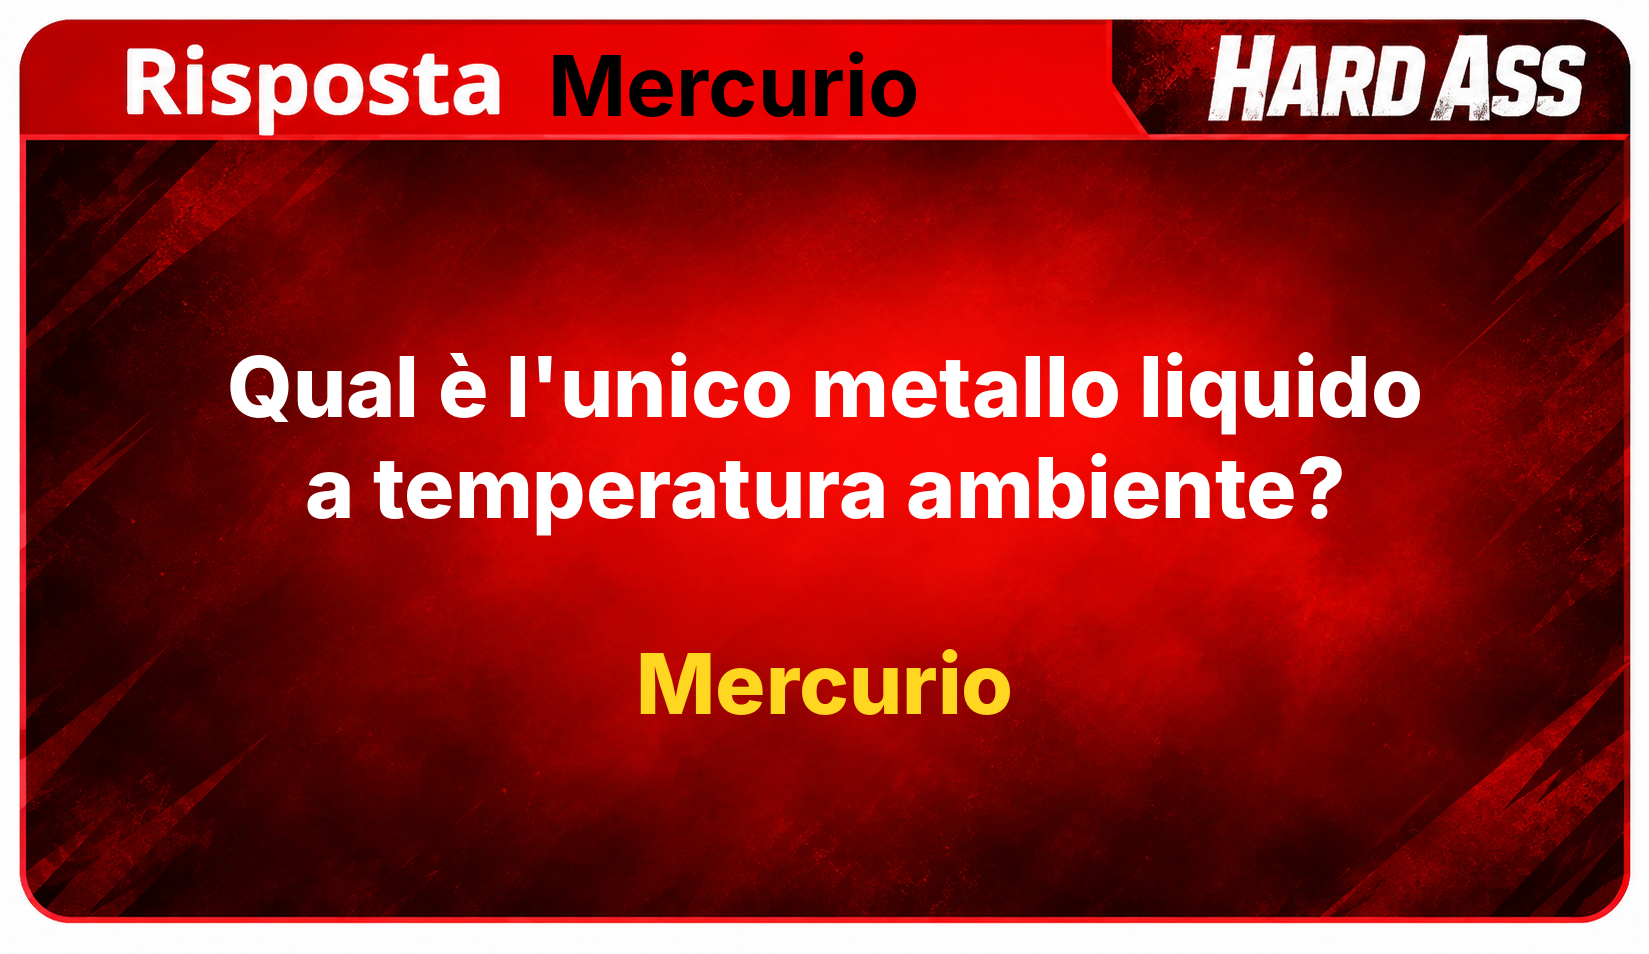 Risposta Mercurio
HARD ASS
Qual è l'unico metallo liquido
a temperatura ambiente?
Mercurio